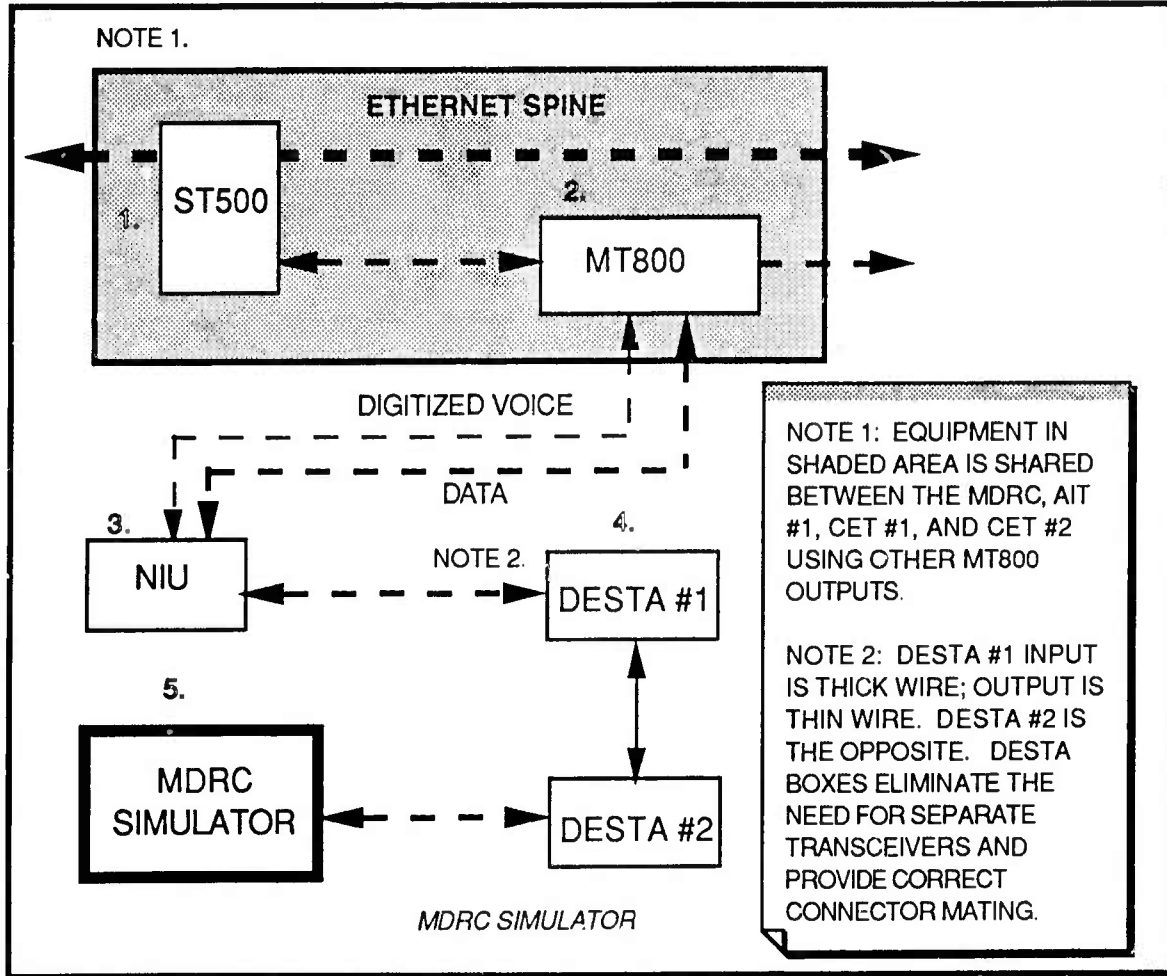 NOTE 1.
ETHERNET SPINE
ST500
1.
2.
MT800
DIGITIZED VOICE
DATA
3.
NIU
NOTE 2.
4.
DESTA #1
5.
MDRC
SIMULATOR
DESTA #2
MDRC SIMULATOR
NOTE 1: EQUIPMENT IN
SHADED AREA IS SHARED
BETWEEN THE MDRC, AIT
#1, CET #1, AND CET #2
USING OTHER MT800
OUTPUTS.
NOTE 2: DESTA #1 INPUT
IS THICK WIRE; OUTPUT IS
THIN WIRE. DESTA #2 IS
THE OPPOSITE. DESTA
BOXES ELIMINATE THE
NEED FOR SEPARATE
TRANSCEIVERS AND
PROVIDE CORRECT
CONNECTOR MATING.